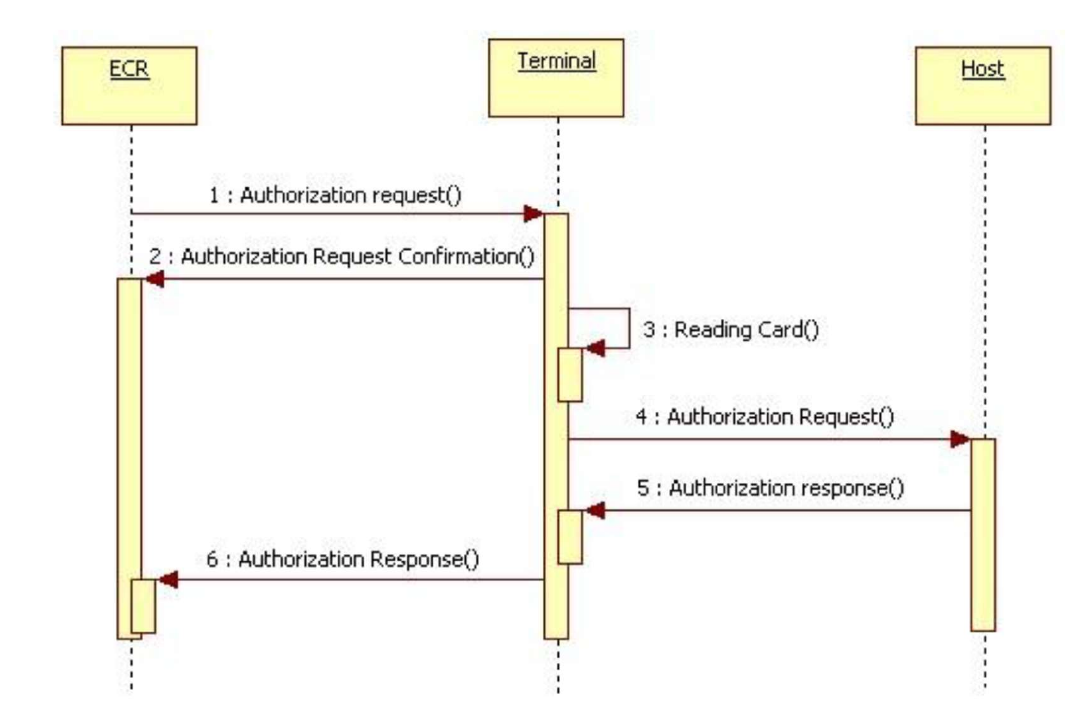 ECR
Terminal
Host
1 : Authorization request()
2 : Authorization Request Confirmation()
3 : Reading Card()
4 : Authorization Request()
5 : Authorization response()
6 : Authorization Response()